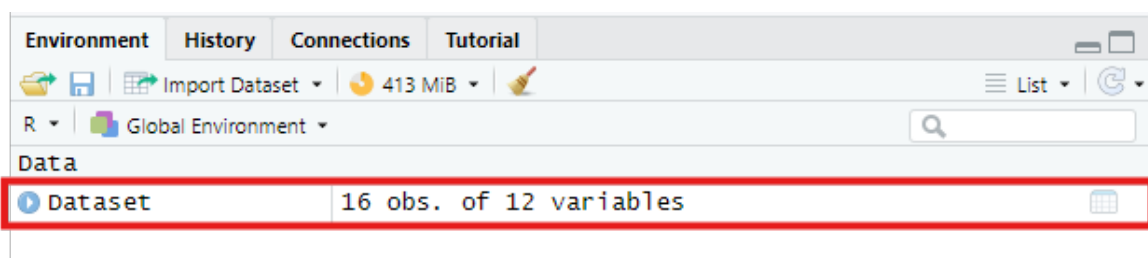 Environment History Connections Tutorial
Import Dataset 413 MiB List
R Global Environment
Data
Dataset 16 obs. of 12 variables